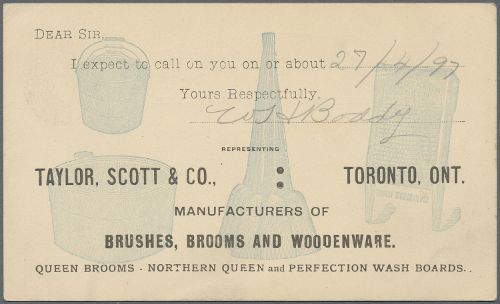 DEAR SIR.
I expect to call on you on or about 27/4/97
Yours Respectfully.
W H Boddy
REPRESENTING
TAYLOR, SCOTT & CO., : : TORONTO, ONT.
MANUFACTURERS OF
BRUSHES, BROOMS AND WOODENWARE.
QUEEN BROOMS - NORTHERN QUEEN and PERFECTION WASH BOARDS.